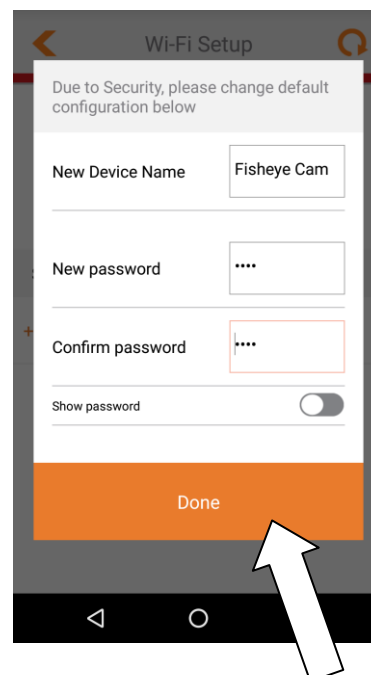 Wi-Fi Setup
Due to Security, please change default
configuration below
New Device Name
Fisheye Cam
New password
••••
Confirm password
••••
Show password
Done